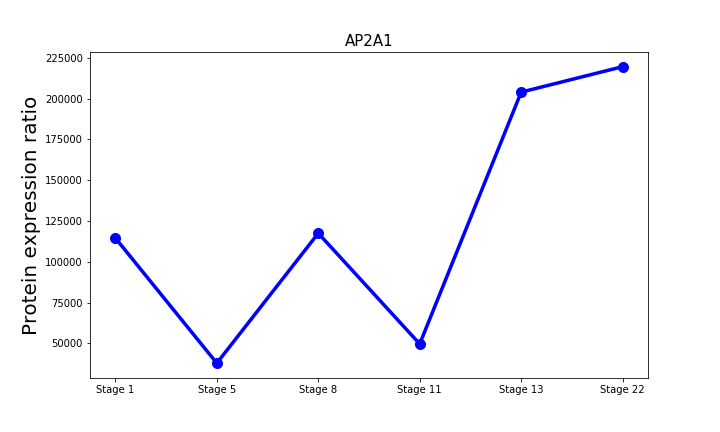 AP2A1
Protein expression ratio
225000
200000
175000
150000
125000
100000
75000
50000
Stage 1 Stage 5 Stage 8 Stage 11 Stage 13 Stage 22